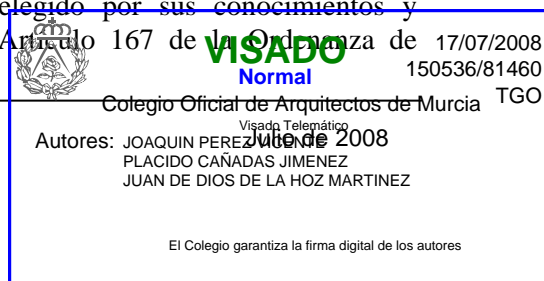 elegido por sus conocimientos y
Artículo 167 de la Ordenanza de
VISADO
17/07/2008
Normal
150536/81460
TGO
Colegio Oficial de Arquitectos de Murcia
Visado Telemático
Julio de 2008
Autores: JOAQUIN PEREZ VICENTE
PLACIDO CAÑADAS JIMENEZ
JUAN DE DIOS DE LA HOZ MARTINEZ
El Colegio garantiza la firma digital de los autores